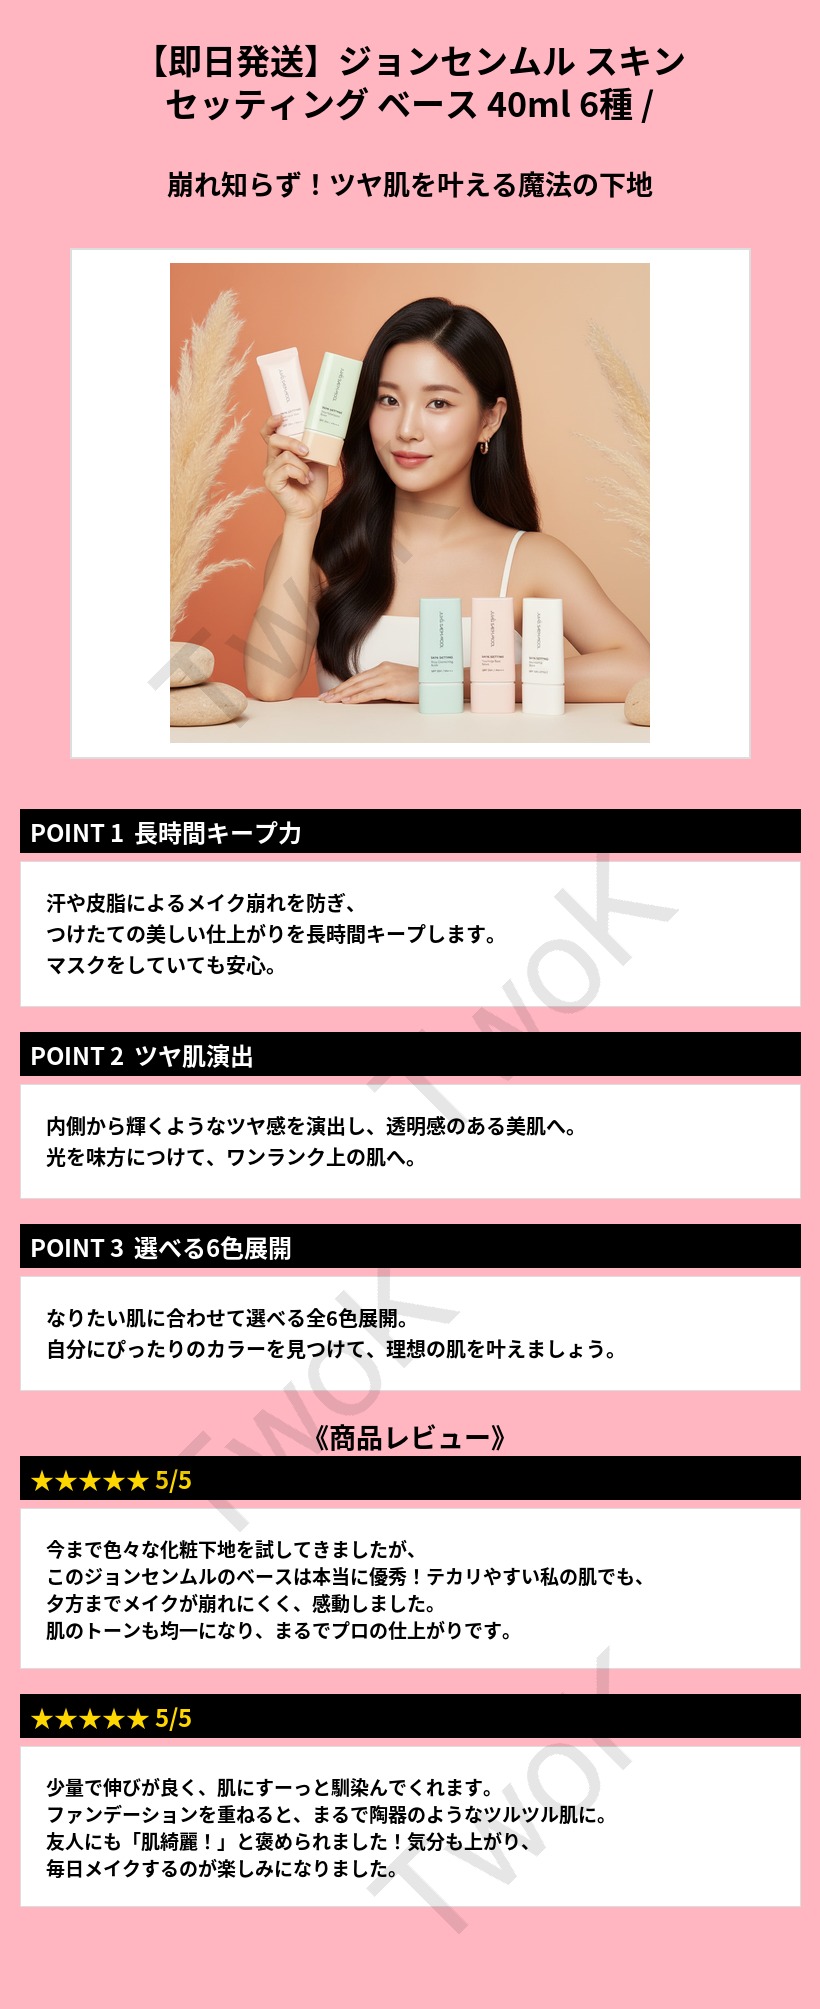 【即日発送】ジョンセンムル スキン
セッティング ベース 40ml 6種 /
崩れ知らず！ツヤ肌を叶える魔法の下地
SKIN SETTING
SKIN SETTING
SKIN SETTING
TwoK
POINT 1 長時間キープ力
汗や皮脂によるメイク崩れを防ぎ、
つけたての美しい仕上がりを長時間キープします。
マスクをしていても安心。
TwoK
POINT 2 ツヤ肌演出
内側から輝くようなツヤ感を演出し、透明感のある美肌へ。
光を味方につけて、ワンランク上の肌へ。
POINT 3 選べる6色展開
なりたい肌に合わせて選べる全6色展開。
自分にぴったりのカラーを見つけて、理想の肌を叶えましょう。
TwoK
《商品レビュー》
★★★★★ 5/5
今まで色々な化粧下地を試してきましたが、
このジョンセンムルのベースは本当に優秀！テカリやすい私の肌でも、
夕方までメイクが崩れにくく、感動しました。
肌のトーンも均一になり、まるでプロの仕上がりです。
★★★★★ 5/5
少量で伸びが良く、肌にすーっと馴染んでくれます。
ファンデーションを重ねると、まるで陶器のようなツルツル肌に。
友人にも「肌綺麗！」と褒められました！気分も上がり、
毎日メイクするのが楽しみになりました。
TwoK